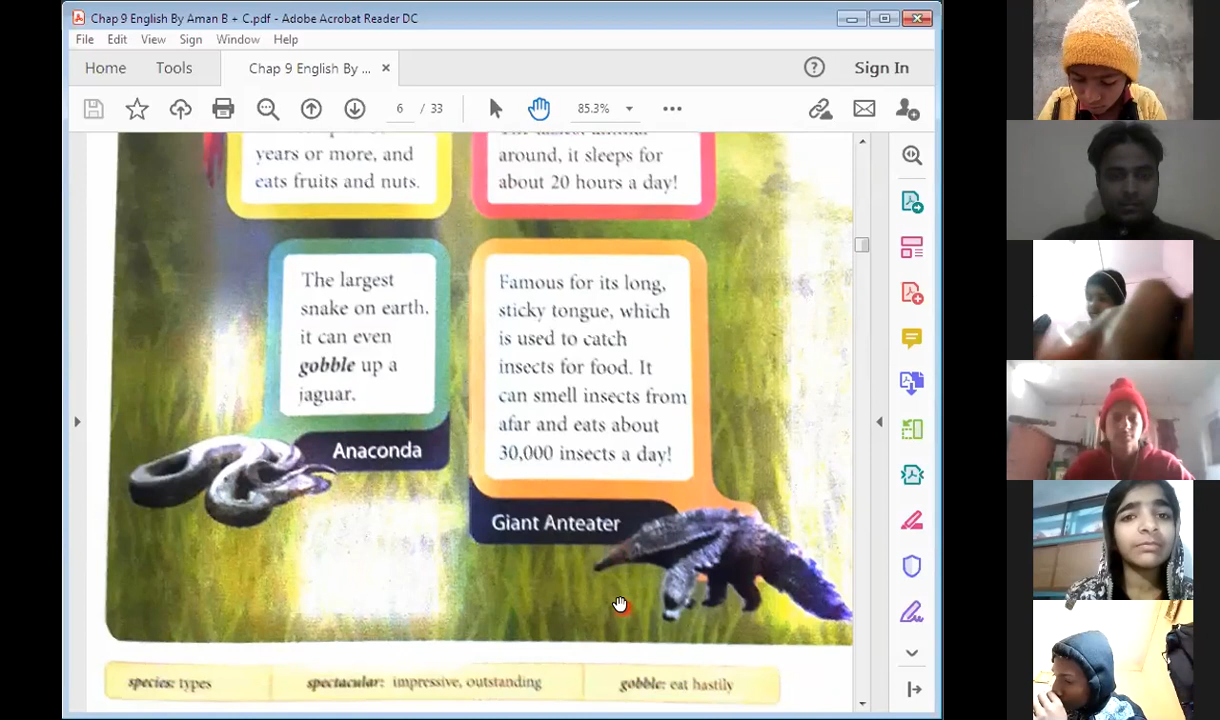 Chap 9 English By Aman B + C.pdf - Adobe Acrobat Reader DC
File Edit View Sign Window Help
Home Tools Chap 9 English By ... × Sign In
6 / 33 85.3%
years or more, and
eats fruits and nuts.
around, it sleeps for
about 20 hours a day!
The largest
snake on earth.
it can even
gobble up a
jaguar.
Anaconda
Famous for its long,
sticky tongue, which
is used to catch
insects for food. It
can smell insects from
afar and eats about
30,000 insects a day!
Giant Anteater
species: types spectacular: impressive, outstanding gobble: eat hastily